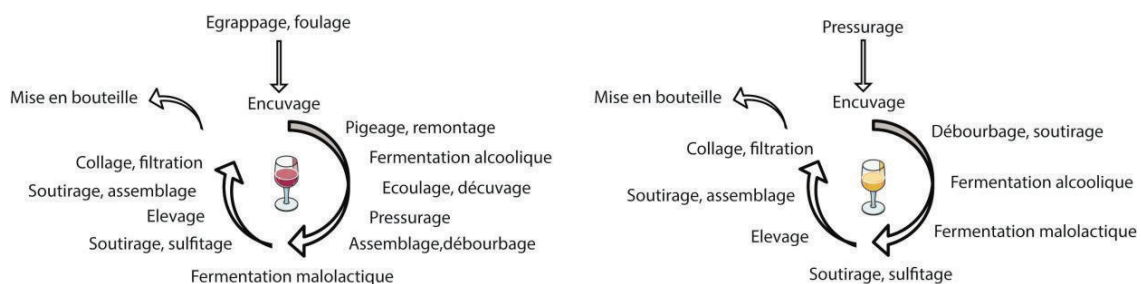 Egrappage, foulage
Encuvage
Pigeage, remontage
Fermentation alcoolique
Ecoulage, décuvage
Pressurage
Assemblage,débourbage
Fermentation malolactique
Soutirage, sulfitage
Elevage
Soutirage, assemblage
Collage, filtration
Mise en bouteille
Pressurage
Encuvage
Débourbage, soutirage
Fermentation alcoolique
Fermentation malolactique
Soutirage, sulfitage
Elevage
Soutirage, assemblage
Collage, filtration
Mise en bouteille